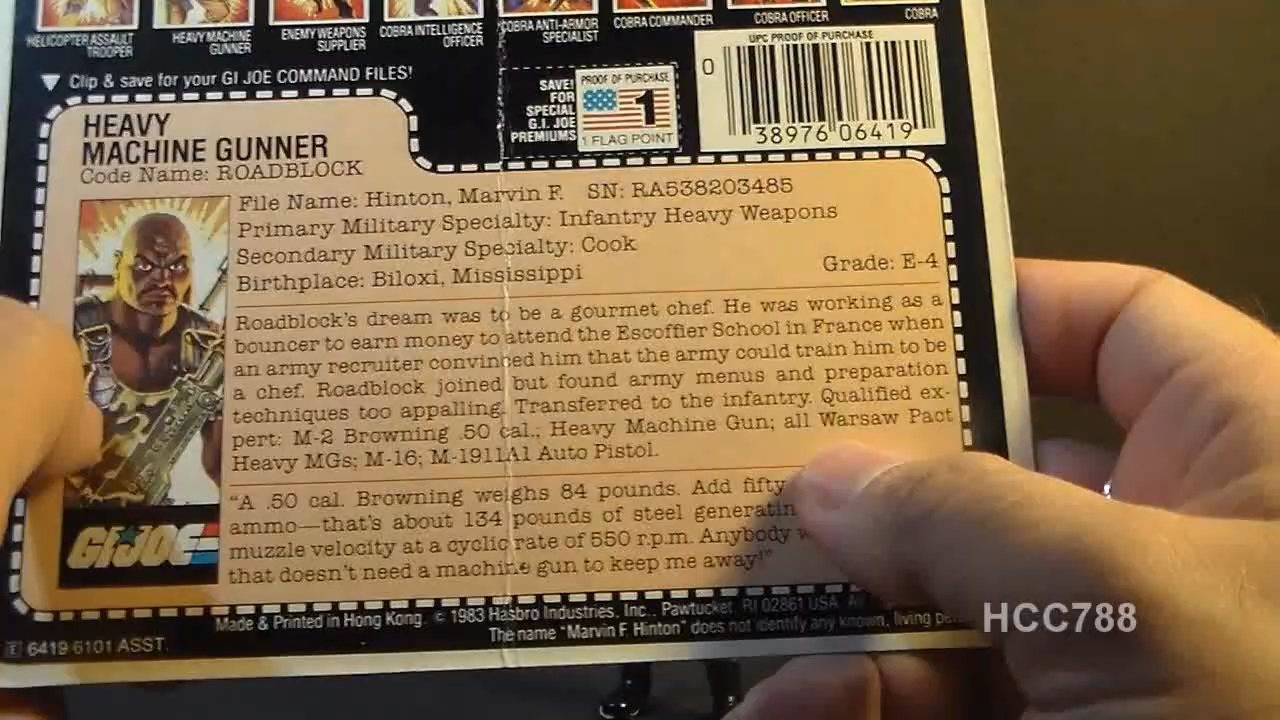 HELICOPTER ASSAULT TROOPER
HEAVY MACHINE GUNNER
ENEMY WEAPONS SUPPLIER
COBRA INTELLIGENCE OFFICER
COBRA ANTI-ARMOR SPECIALIST
COBRA COMMANDER
COBRA OFFICER
COBRA
▼ Clip & save for your GI JOE COMMAND FILES!
SAVE!
FOR
SPECIAL
G.I. JOE
PREMIUMS
PROOF OF PURCHASE
1
1 FLAG POINT
UPC PROOF OF PURCHASE
0
38976 06419
HEAVY
MACHINE GUNNER
Code Name: ROADBLOCK
File Name: Hinton, Marvin F. SN: RA538203485
Primary Military Specialty: Infantry Heavy Weapons
Secondary Military Specialty: Cook
Birthplace: Biloxi, Mississippi Grade: E-4
Roadblock's dream was to be a gourmet chef. He was working as a
bouncer to earn money to attend the Escoffier School in France when
an army recruiter convinced him that the army could train him to be
a chef. Roadblock joined but found army menus and preparation
techniques too appalling. Transferred to the infantry. Qualified ex-
pert: M-2 Browning .50 cal.; Heavy Machine Gun; all Warsaw Pact
Heavy MGs; M-16; M-1911A1 Auto Pistol.
"A .50 cal. Browning weighs 84 pounds. Add fifty
ammo—that's about 134 pounds of steel
muzzle velocity at a cyclic rate of 550 r.p.m. Anybody
that doesn't need a machine gun to keep me away!"
GI JOE
Made & Printed in Hong Kong. © 1983 Hasbro Industries, Inc., Pawtucket, RI 02861 USA.
The name "Marvin F. Hinton" does not identify any known, living
E 6419 6101 ASST.
HCC788